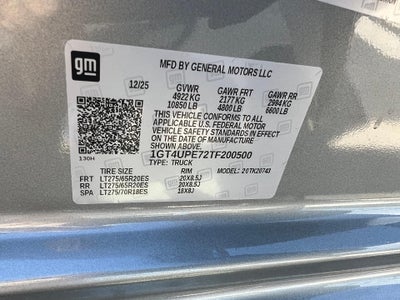 gm
MFD BY GENERAL MOTORS LLC
12/25
GVWR GAWR FRT GAWR RR
4922 KG 2177 KG 2994 KG
10850 LB 4800 LB 6600 LB
THIS VEHICLE CONFORMS TO ALL
APPLICABLE U.S. FEDERAL MOTOR
VEHICLE SAFETY STANDARDS IN EFFECT
ON THE DATE OF MANUFACTURE SHOWN ABOVE.
1GT4UPE72TF200500
TYPE: TRUCK
130H
TIRE SIZE RIM MODEL: 20TK20743
FRT LT275/65R20ES 20X8.5J
RR LT275/65R20ES 20X8.5J
SPA LT275/70R18ES 18X8J